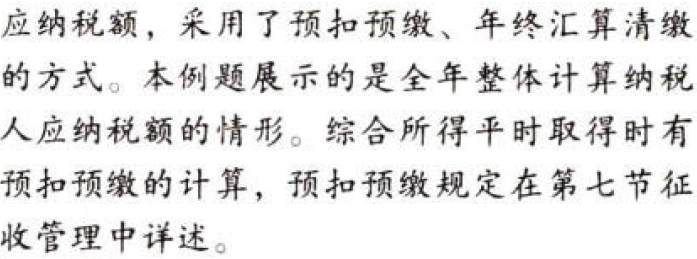 应纳税额，采用了预扣预缴、年终汇算清缴
的方式。本例题展示的是全年整体计算纳税
人应纳税额的情形。综合所得平时取得时有
预扣预缴的计算，预扣预缴规定在第七节征
收管理中详述。